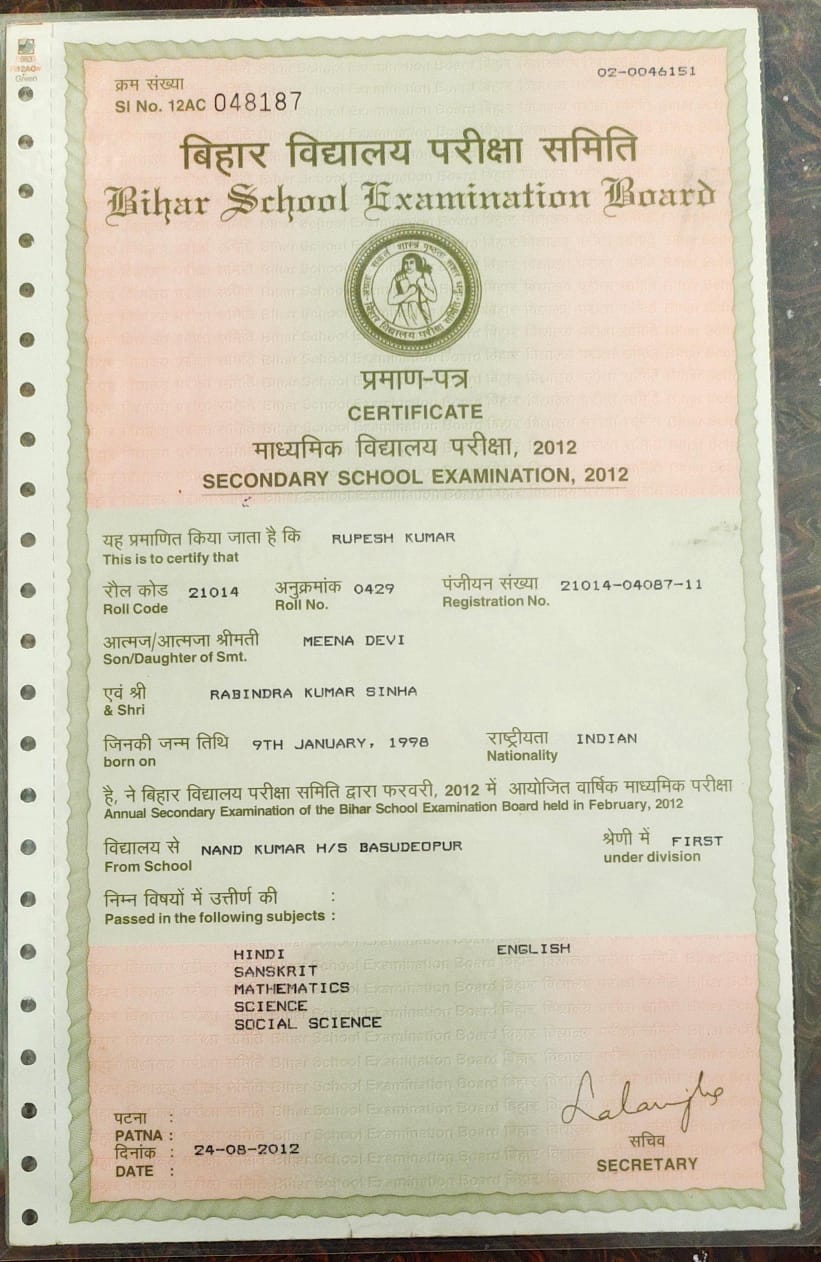 क्रम संख्या
SI No. 12AC 048187
02-0046151
बिहार विद्यालय परीक्षा समिति
Bihar School Examination Board
बिहार विद्यालय परीक्षा समिति
प्रमाण-पत्र
CERTIFICATE
माध्यमिक विद्यालय परीक्षा, 2012
SECONDARY SCHOOL EXAMINATION, 2012
यह प्रमाणित किया जाता है कि RUPESH KUMAR
This is to certify that
रौल कोड 21014 अनुक्रमांक 0429 पंजीयन संख्या 21014-04087-11
Roll Code Roll No. Registration No.
आत्मज/आत्मजा श्रीमती MEENA DEVI
Son/Daughter of Smt.
एवं श्री RABINDRA KUMAR SINHA
& Shri
जिनकी जन्म तिथि 9TH JANUARY, 1998 राष्ट्रीयता INDIAN
born on Nationality
है, ने बिहार विद्यालय परीक्षा समिति द्वारा फरवरी, 2012 में आयोजित वार्षिक माध्यमिक परीक्षा
Annual Secondary Examination of the Bihar School Examination Board held in February, 2012
विद्यालय से NAND KUMAR H/S BASUDEOPUR श्रेणी में FIRST
From School under division
निम्न विषयों में उत्तीर्ण की :
Passed in the following subjects :
HINDI ENGLISH
SANSKRIT
MATHEMATICS
SCIENCE
SOCIAL SCIENCE
पटना :
PATNA :
दिनांक : 24-08-2012
DATE :
सचिव
SECRETARY